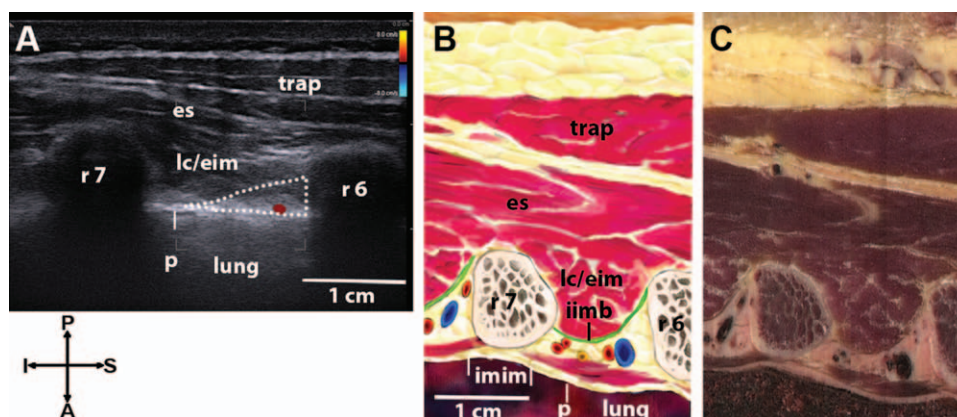 A
trap
es
lc/eim
r 7
r 6
p
lung
1 cm
P
I
S
A
B
trap
es
lc/eim
r 7
iimb
r 6
imim
1 cm
p
lung
C